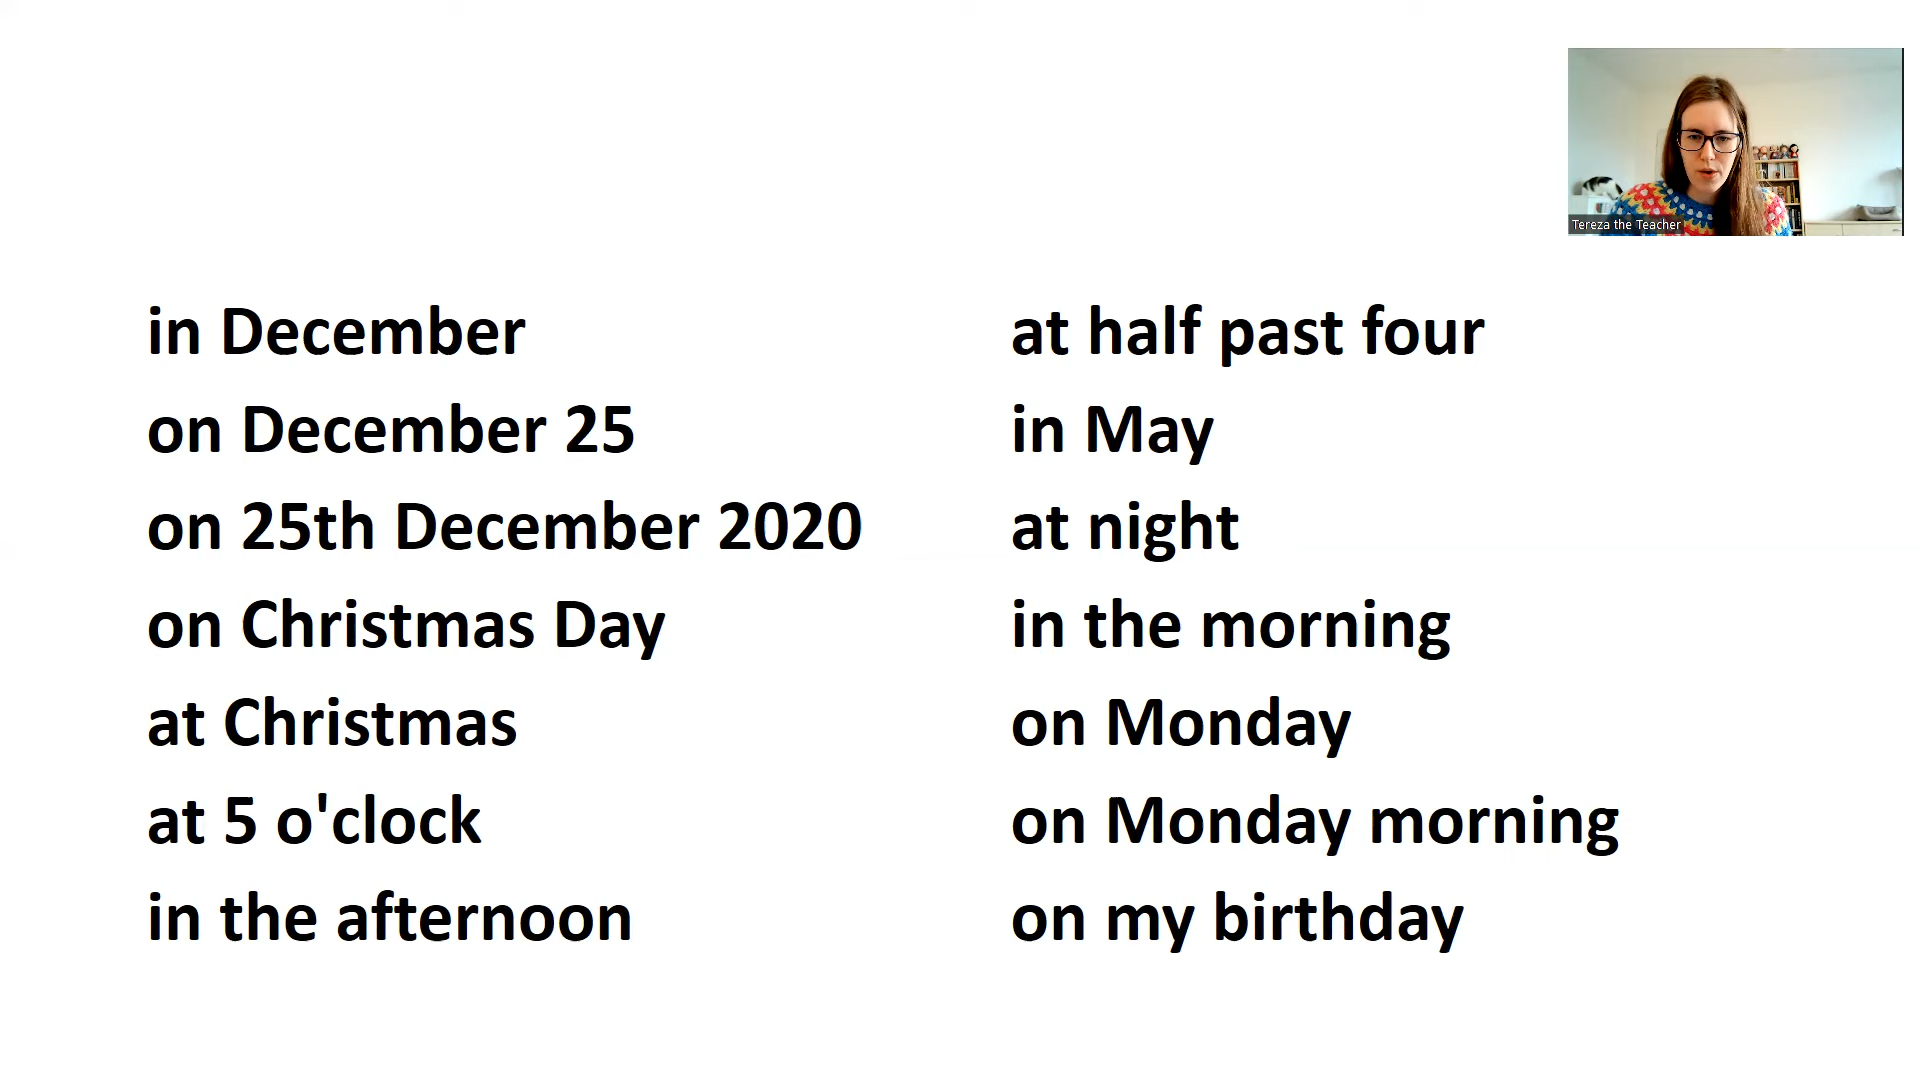 Tereza the Teacher
in December
on December 25
on 25th December 2020
on Christmas Day
at Christmas
at 5 o'clock
in the afternoon
at half past four
in May
at night
in the morning
on Monday
on Monday morning
on my birthday